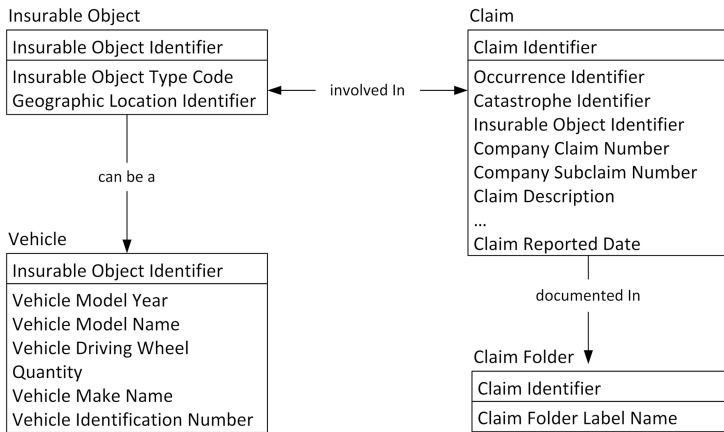 Insurable Object
Insurable Object Identifier
Insurable Object Type Code
Geographic Location Identifier
involved In
Claim
Claim Identifier
Occurrence Identifier
Catastrophe Identifier
Insurable Object Identifier
Company Claim Number
Company Subclaim Number
Claim Description
...
Claim Reported Date
can be a
Vehicle
Insurable Object Identifier
Vehicle Model Year
Vehicle Model Name
Vehicle Driving Wheel
Quantity
Vehicle Make Name
Vehicle Identification Number
documented In
Claim Folder
Claim Identifier
Claim Folder Label Name